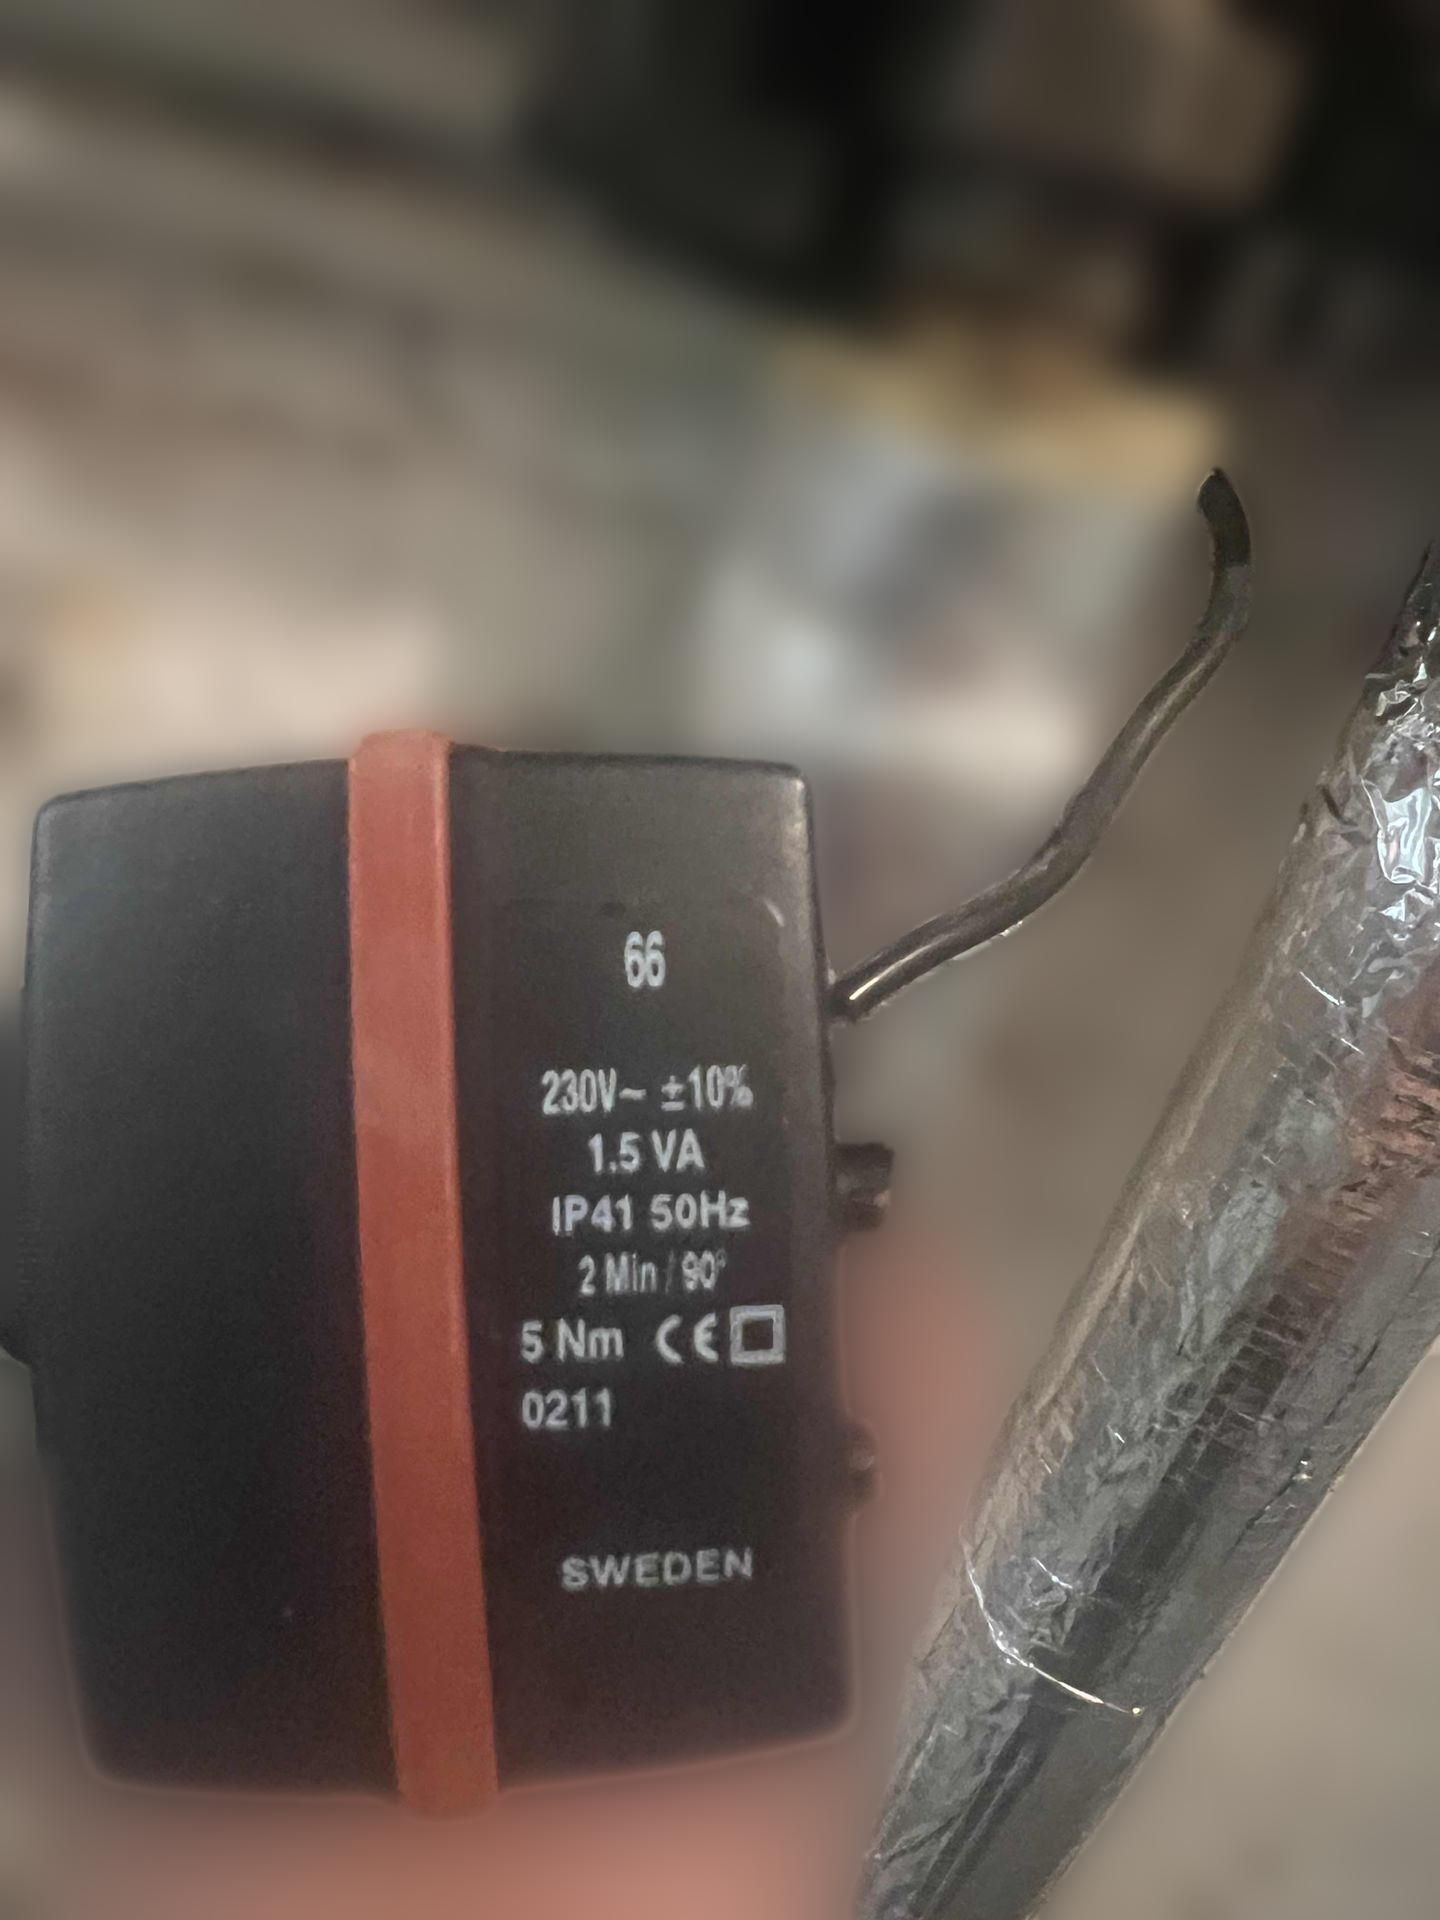 66
230V~ ±10%
1.5 VA
IP41 50Hz
2 Min / 90°
5 Nm CE
0211
SWEDEN